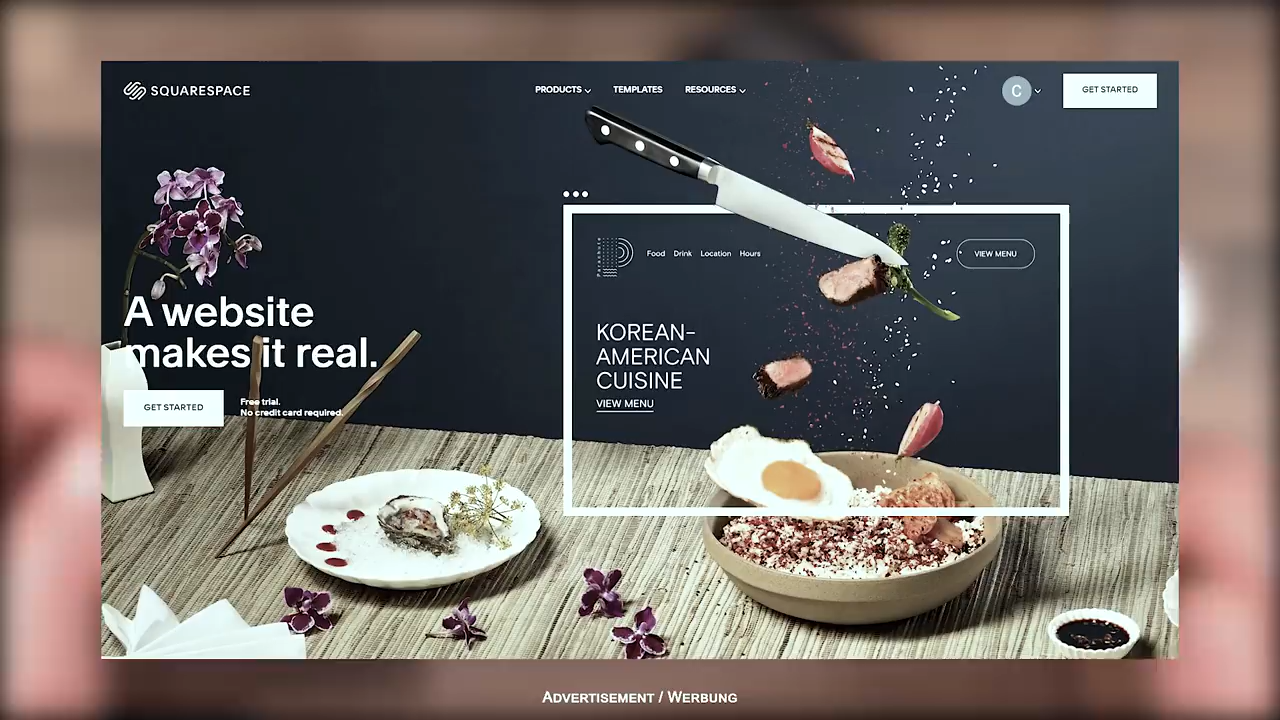 SQUARESPACE
PRODUCTS
TEMPLATES
RESOURCES
C
GET STARTED
Food
Drink
Location
Hours
VIEW MENU
A website
makes it real.
GET STARTED
Free trial.
No credit card required.
KOREAN-
AMERICAN
CUISINE
VIEW MENU
ADVERTISEMENT / WERBUNG